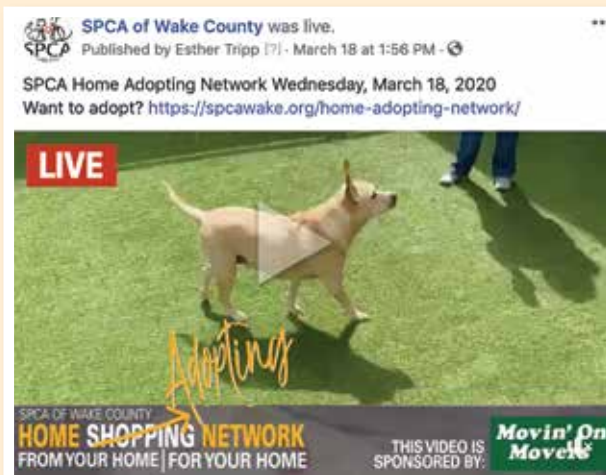 SPCA
SPCA of Wake County was live.
Published by Esther Tripp [?] · March 18 at 1:56 PM ·
SPCA Home Adopting Network Wednesday, March 18, 2020
Want to adopt? https://spcawake.org/home-adopting-network/
LIVE
Adopting
SPCA OF WAKE COUNTY
HOME SHOPPING NETWORK
FROM YOUR HOME | FOR YOUR HOME
THIS VIDEO IS
SPONSORED BY:
Movin' On
Movers